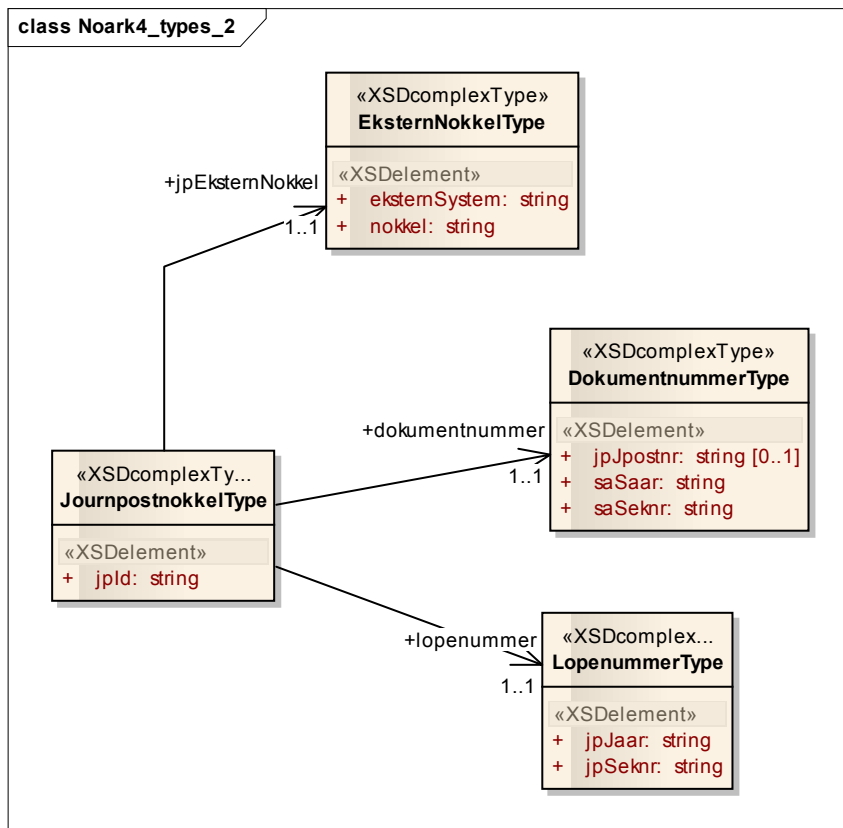 class Noark4_types_2
«XSDcomplexType»
EksternNokkelType
«XSDelement»
+ eksternSystem: string
+ nokkel: string
+jpEksternNokkel
1..1
«XSDcomplexType»
DokumentnummerType
«XSDelement»
+ jpJpostnr: string [0..1]
+ saSaar: string
+ saSeknr: string
+dokumentnummer
1..1
«XSDcomplexTy...
JournpostnokkelType
«XSDelement»
+ jpId: string
+lopenummer
1..1
«XSDcomplex...
LopenummerType
«XSDelement»
+ jpJaar: string
+ jpSeknr: string